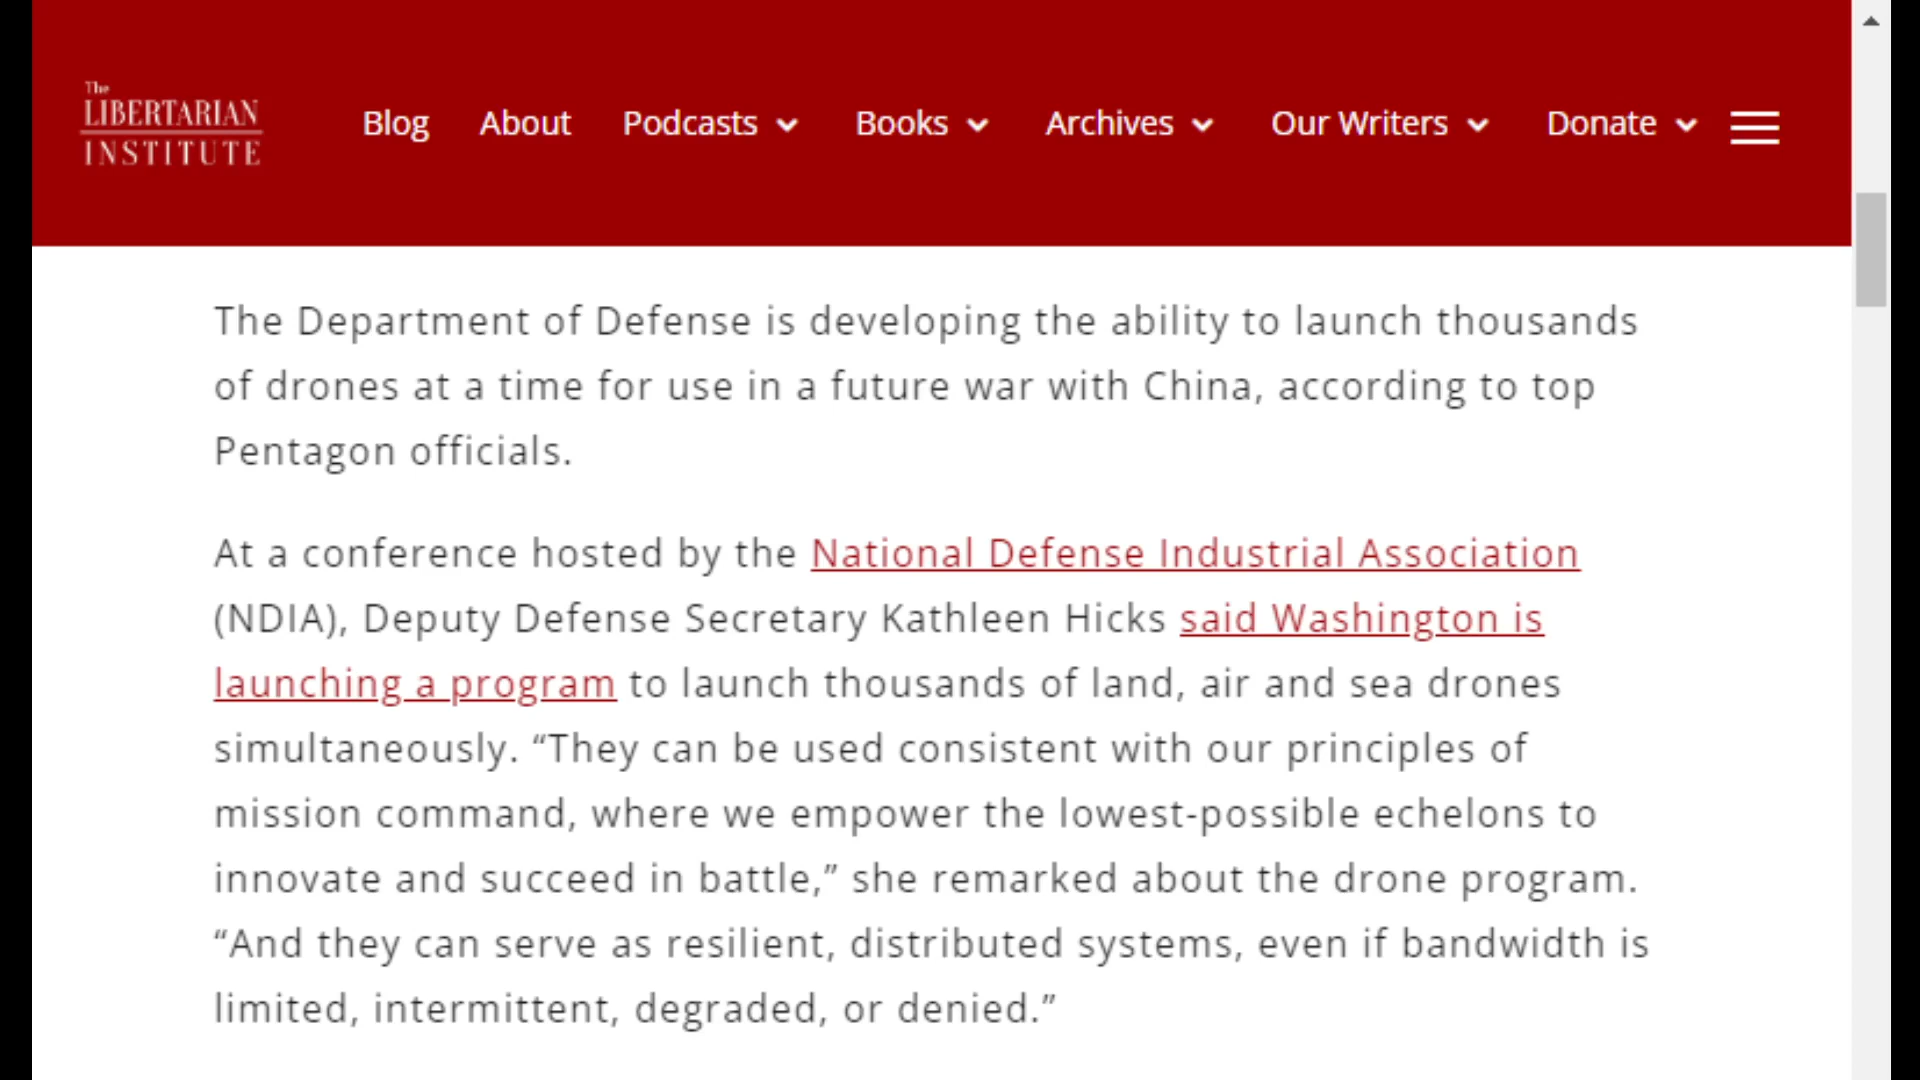 The
LIBERTARIAN
INSTITUTE
Blog About Podcasts Books Archives Our Writers Donate
The Department of Defense is developing the ability to launch thousands
of drones at a time for use in a future war with China, according to top
Pentagon officials.
At a conference hosted by the National Defense Industrial Association
(NDIA), Deputy Defense Secretary Kathleen Hicks said Washington is
launching a program to launch thousands of land, air and sea drones
simultaneously. “They can be used consistent with our principles of
mission command, where we empower the lowest-possible echelons to
innovate and succeed in battle,” she remarked about the drone program.
“And they can serve as resilient, distributed systems, even if bandwidth is
limited, intermittent, degraded, or denied.”